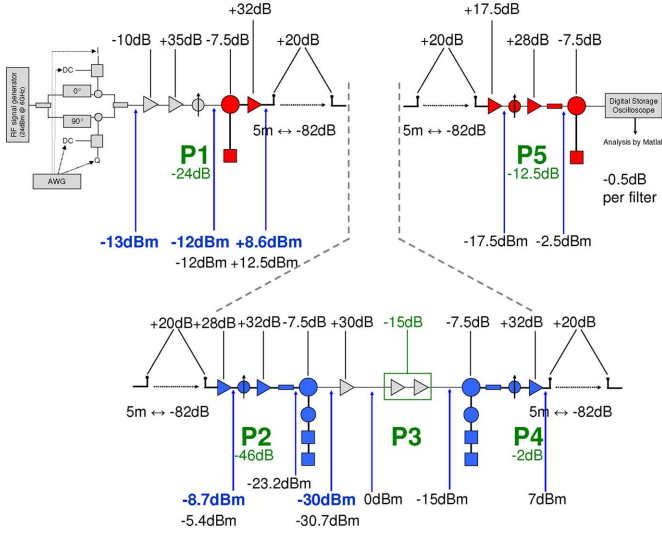 +32dB
-10dB +35dB -7.5dB +20dB
RF signal generator
(24dBm @ 6GHz)
DC
I
0°
90°
DC
Q
AWG
P1
-24dB
5m ↔ -82dB
-13dBm -12dBm +8.6dBm
-12dBm +12.5dBm
+17.5dB
+20dB +28dB -7.5dB
5m ↔ -82dB
P5
-12.5dB
Digital Storage
Oscilloscope
Analysis by Matla
-0.5dB
per filter
-17.5dBm -2.5dBm
+20dB +28dB +32dB -7.5dB +30dB -15dB -7.5dB +32dB +20dB
5m ↔ -82dB
P2
-46dB
P3
P4
-2dB
5m ↔ -82dB
-23.2dBm
-8.7dBm -30dBm 0dBm -15dBm 7dBm
-5.4dBm -30.7dBm